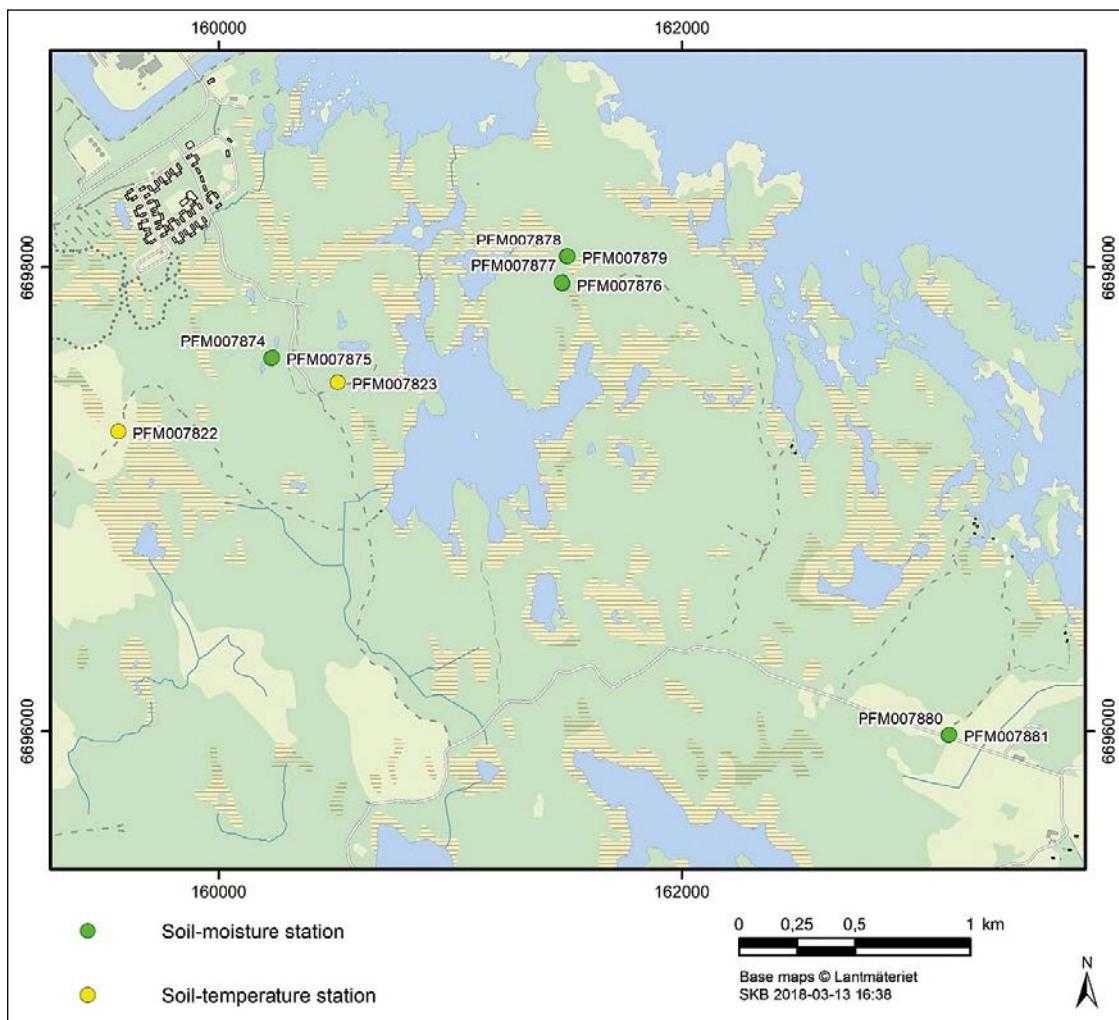 160000 162000
6698000 6698000
PFM007878
PFM007879
PFM007877
PFM007876
PFM007874
PFM007875
PFM007823
PFM007822
6696000 6696000
PFM007880
PFM007881
160000 162000
Soil-moisture station
Soil-temperature station
0 0,25 0,5 1 km
Base maps © Lantmäteriet
SKB 2018-03-13 16:38
N